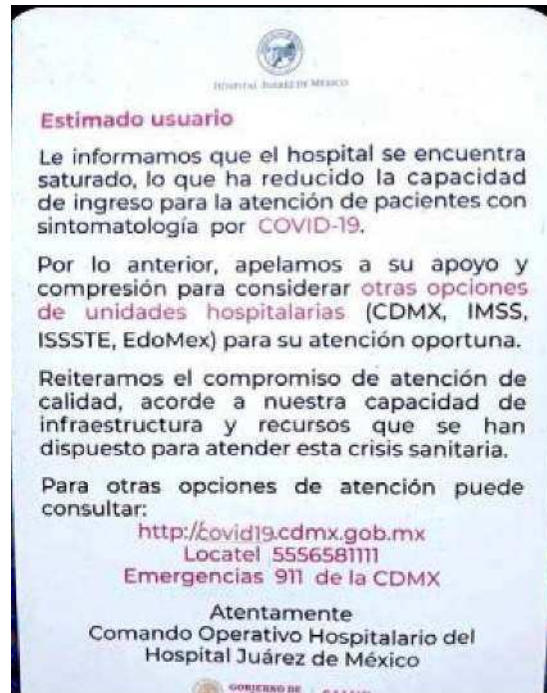 HOSPITAL JUÁREZ DE MÉXICO
Estimado usuario
Le informamos que el hospital se encuentra
saturado, lo que ha reducido la capacidad
de ingreso para la atención de pacientes con
sintomatología por COVID-19.
Por lo anterior, apelamos a su apoyo y
compresión para considerar otras opciones
de unidades hospitalarias (CDMX, IMSS,
ISSSTE, EdoMex) para su atención oportuna.
Reiteramos el compromiso de atención de
calidad, acorde a nuestra capacidad de
infraestructura y recursos que se han
dispuesto para atender esta crisis sanitaria.
Para otras opciones de atención puede
consultar:
http://covid19.cdmx.gob.mx
Locatel 5556581111
Emergencias 911 de la CDMX
Atentamente
Comando Operativo Hospitalario del
Hospital Juárez de México
GOBIERNO DE SALUD